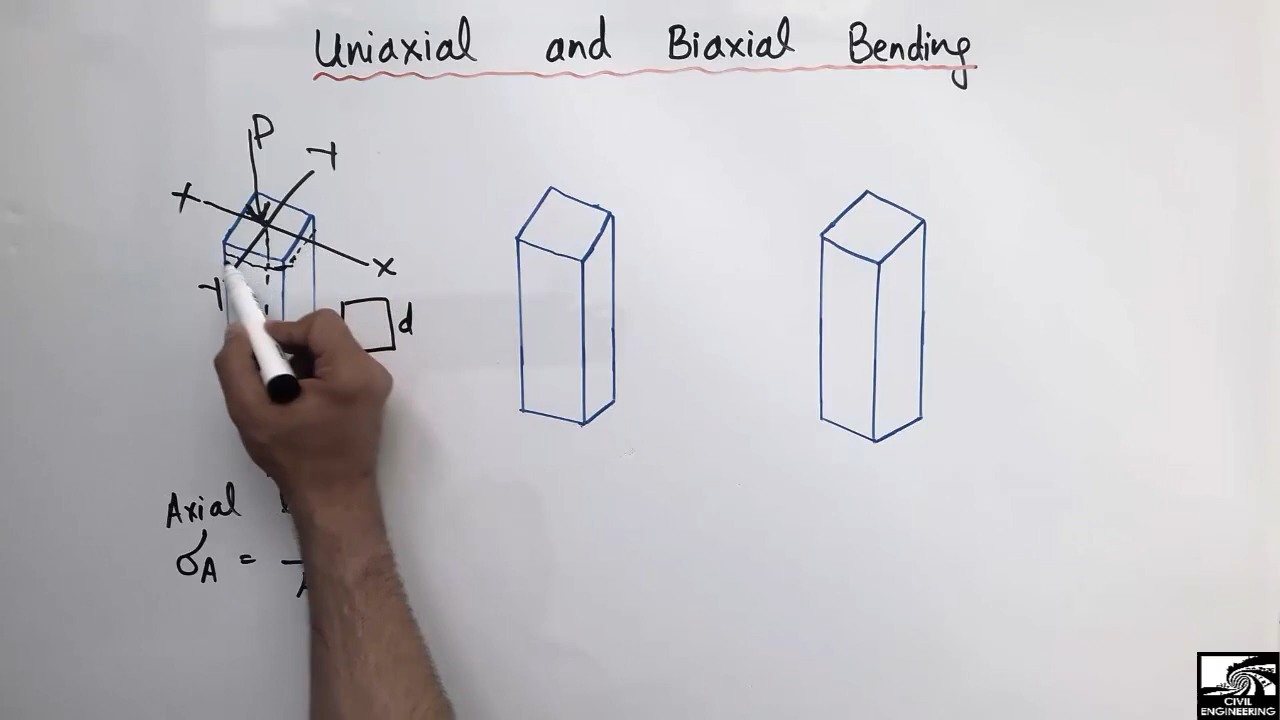 Uniaxial and Biaxial Bending
P
Y
X
X
Y
d
Axial
σA =
CIVIL
ENGINEERING